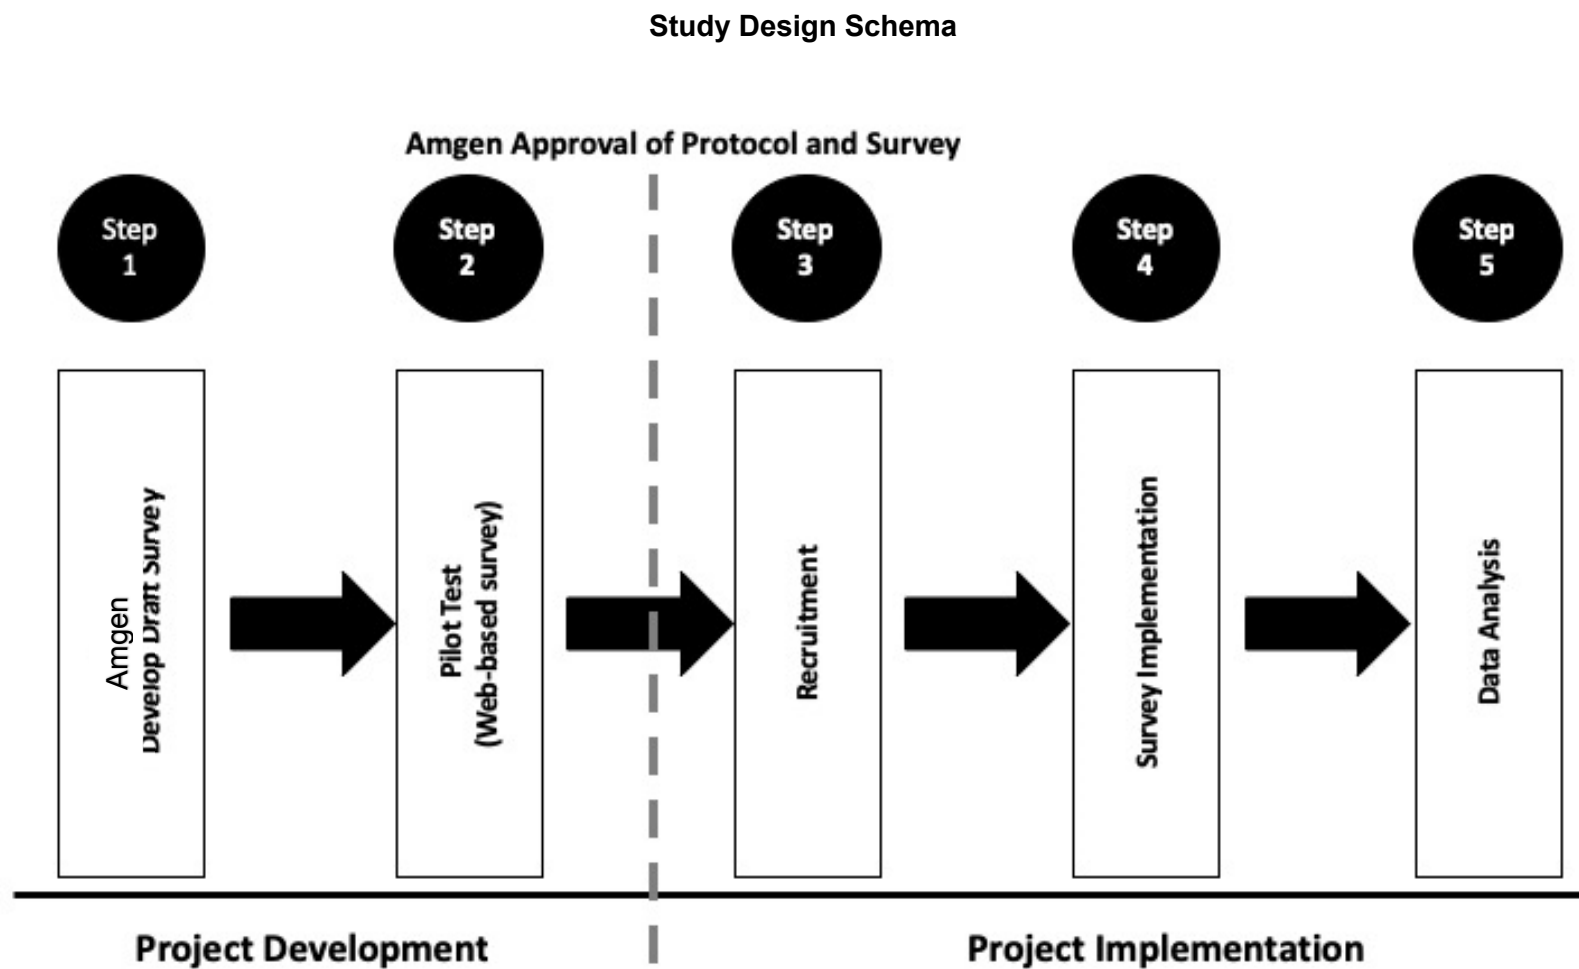 Study Design Schema
Amgen Approval of Protocol and Survey
Step
1
Step
2
Step
3
Step
4
Step
5
Amgen
Develop Draft Survey
Pilot Test
(Web-based survey)
Recruitment
Survey Implementation
Data Analysis
Project Development
Project Implementation